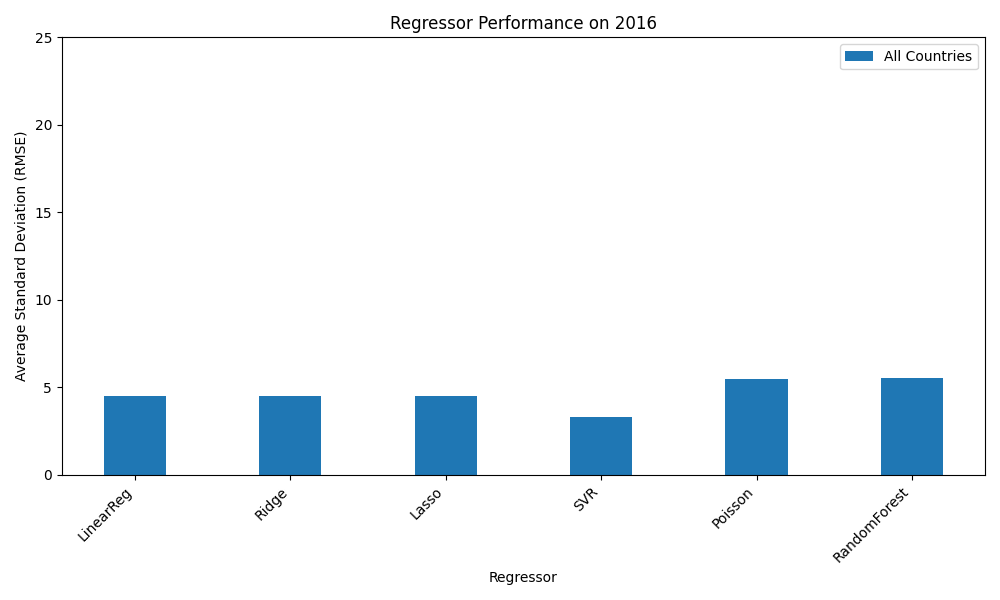 Regressor Performance on 2016
All Countries
Average Standard Deviation (RMSE)
25
20
15
10
5
0
LinearReg
Ridge
Lasso
SVR
Poisson
RandomForest
Regressor